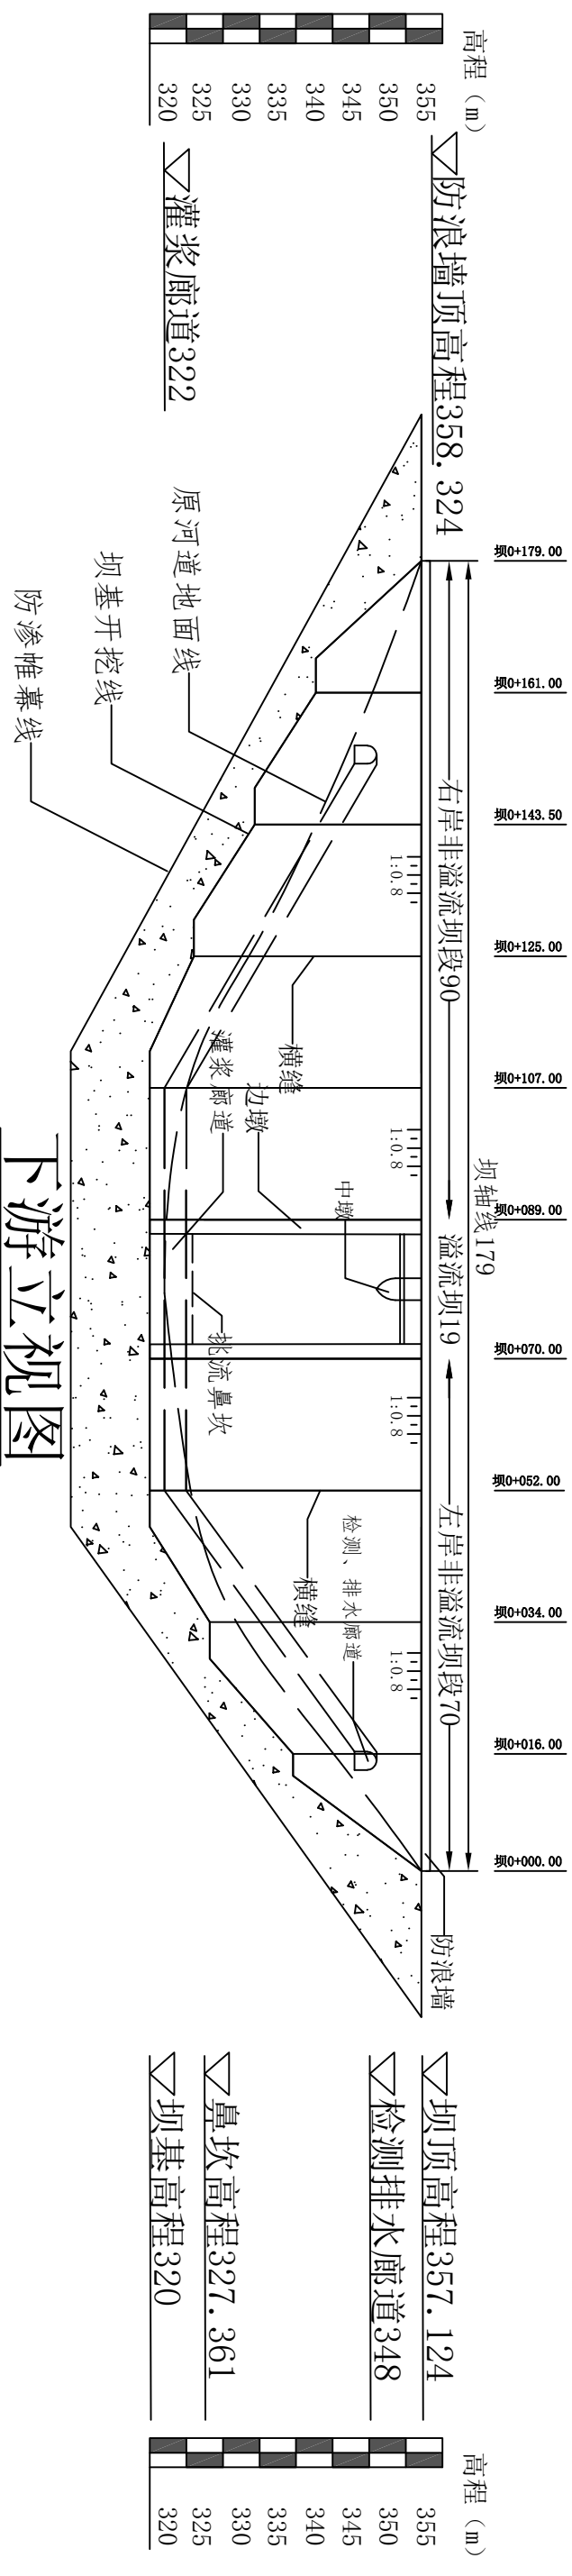 高程（m）
355
350
345
340
335
330
325
320
防浪墙顶高程358.324
灌浆廊道322
坝0+179.00
坝0+161.00
坝0+143.50
坝0+125.00
坝0+107.00
坝0+089.00
坝0+070.00
坝0+052.00
坝0+034.00
坝0+016.00
坝0+000.00
坝轴线179
右岸非溢流坝段90
溢流坝19
左岸非溢流坝段70
防浪墙
1:0.8
1:0.8
1:0.8
1:0.8
中墩
检测、排水廊道
横缝
横缝
边墩
灌浆廊道
挑流鼻坎
原河道地面线
坝基开挖线
防渗帷幕线
下游立视图
坝顶高程357.124
检测排水廊道348
鼻坎高程327.361
坝基高程320
高程（m）
355
350
345
340
335
330
325
320